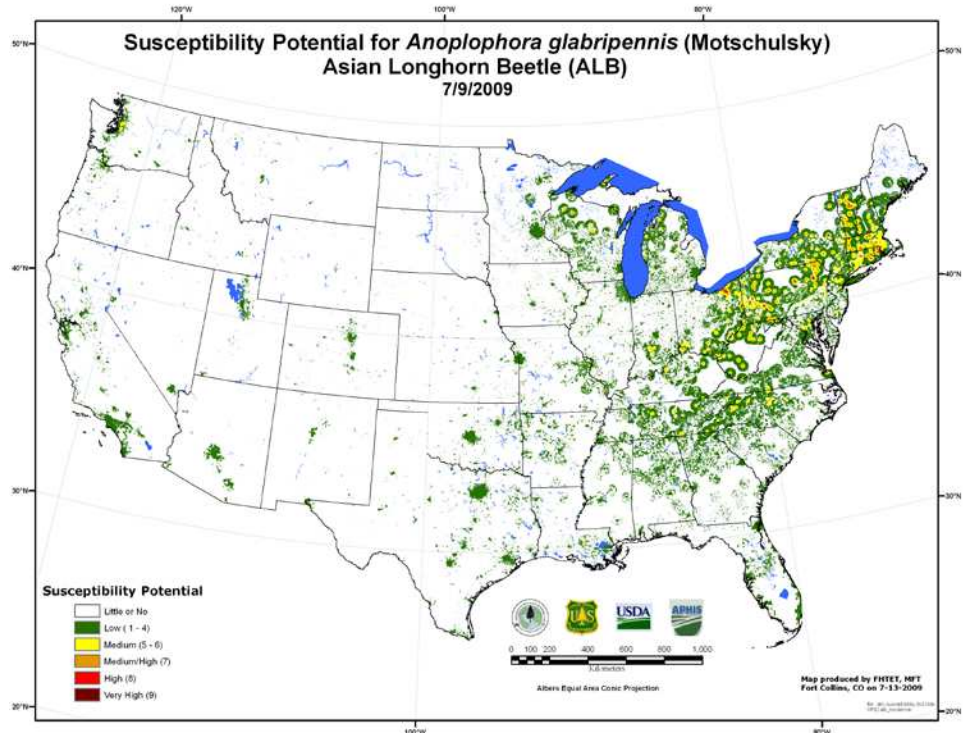 120°W
100°W
80°W
50°N
50°N
Susceptibility Potential for Anoplophora glabripennis (Motschulsky)
Asian Longhorn Beetle (ALB)
7/9/2009
40°N
40°N
30°N
30°N
Susceptibility Potential
Little or No
Low ( 1 - 4)
Medium (5 - 6)
Medium/High (7)
High (8)
Very High (9)
U S
USDA
APHIS
0 100 200 400 600 800 1,000
Albers Equal Area Conic Projection
Map produced by FHTET, MFT
Fort Collins, CO on 7-13-2009
20°N
20°N
100°W